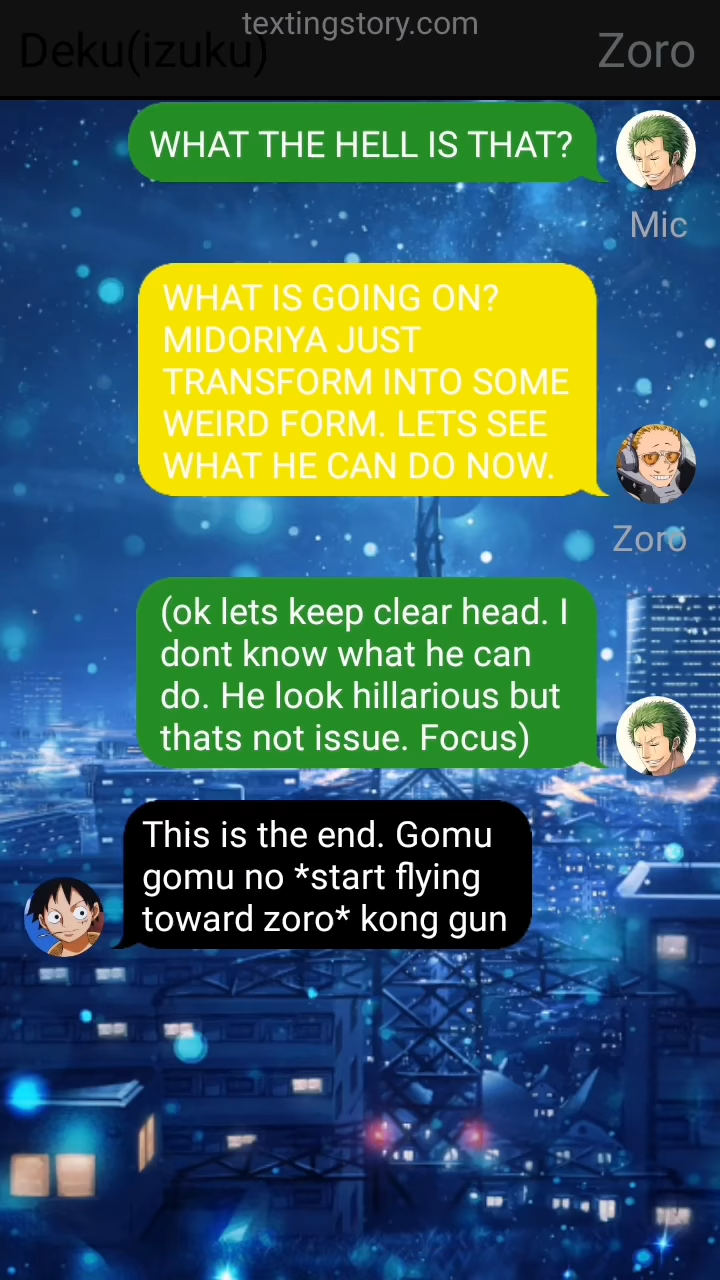 textingstory.com
Deku(izuku)
Zoro
WHAT THE HELL IS THAT?
Mic
WHAT IS GOING ON?
MIDORIYA JUST
TRANSFORM INTO SOME
WEIRD FORM. LETS SEE
WHAT HE CAN DO NOW.
Zoro
(ok lets keep clear head. I
dont know what he can
do. He look hillarious but
thats not issue. Focus)
This is the end. Gomu
gomu no *start flying
toward zoro* kong gun